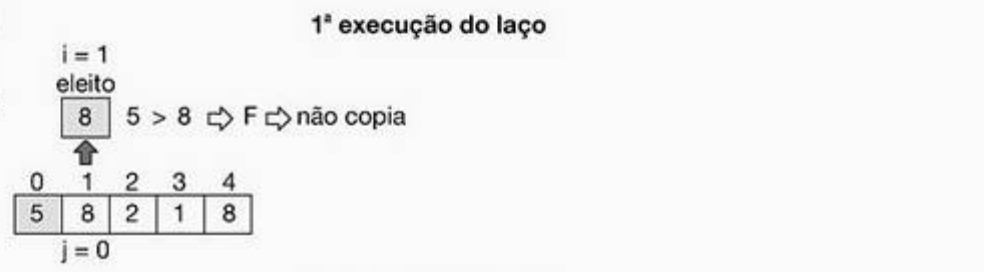 1ª execução do laço
i = 1
eleito
8 5 > 8 ⇨ F ⇨ não copia
0 1 2 3 4
5 8 2 1 8
j = 0